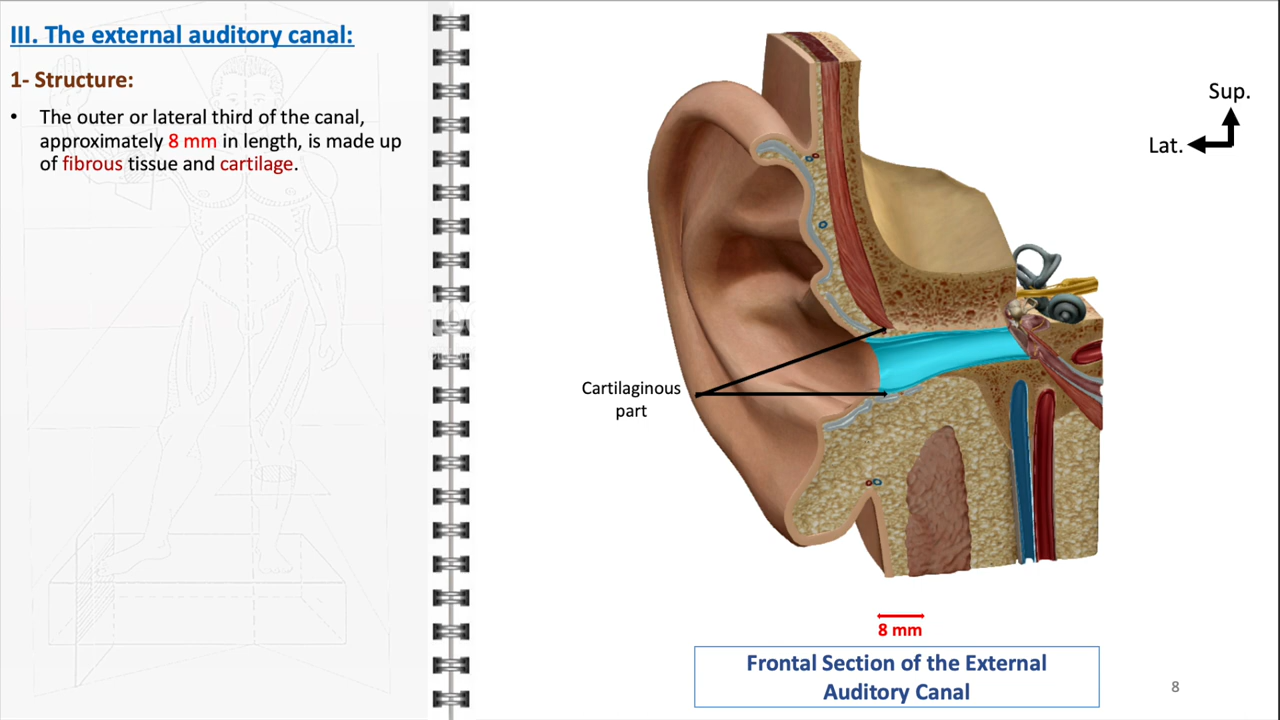 III. The external auditory canal:
1- Structure:
• The outer or lateral third of the canal,
approximately 8 mm in length, is made up
of fibrous tissue and cartilage.
Sup.
Lat.
Cartilaginous
part
8 mm
Frontal Section of the External
Auditory Canal
8